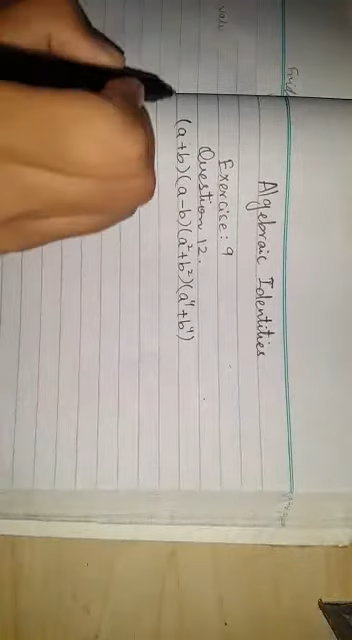 Algebraic Identities
Exercise: 9
Question 12.
(a+b)(a-b)(a²+b²)(a⁴+b⁴)